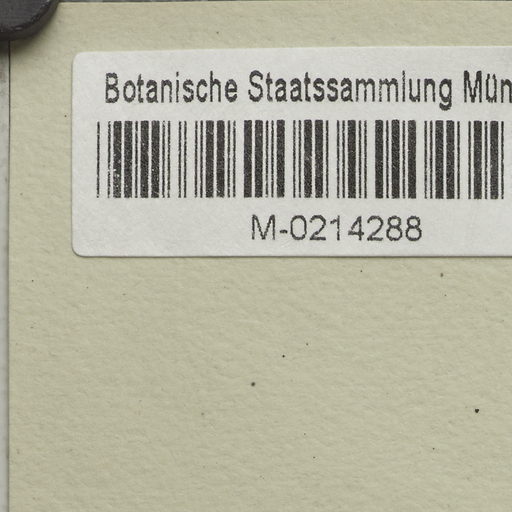 Botanische Staatssammlung Mün
M-0214288